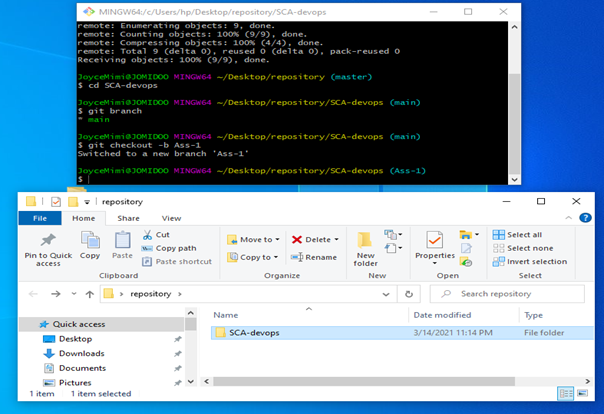 MINGW64:/c/Users/hp/Desktop/repository/SCA-devops
remote: Enumerating objects: 9, done.
remote: Counting objects: 100% (9/9), done.
remote: Compressing objects: 100% (4/4), done.
remote: Total 9 (delta 0), reused 0 (delta 0), pack-reused 0
Receiving objects: 100% (9/9), done.
JoyceMimi@JOMIDOO MINGW64 ~/Desktop/repository (master)
$ cd SCA-devops
JoyceMimi@JOMIDOO MINGW64 ~/Desktop/repository/SCA-devops (main)
$ git branch
* main
JoyceMimi@JOMIDOO MINGW64 ~/Desktop/repository/SCA-devops (main)
$ git checkout -b Ass-1
Switched to a new branch 'Ass-1'
JoyceMimi@JOMIDOO MINGW64 ~/Desktop/repository/SCA-devops (Ass-1)
$
repository
File Home Share View
Pin to Quick access
Copy
Paste
Cut
Copy path
Paste shortcut
Move to
Copy to
Delete
Rename
New folder
Properties
Select all
Select none
Invert selection
Clipboard Organize New Open Select
repository
Search repository
Quick access
Desktop
Downloads
Documents
Pictures
Name Date modified Type
SCA-devops 3/14/2021 11:14 PM File folder
1 item 1 item selected